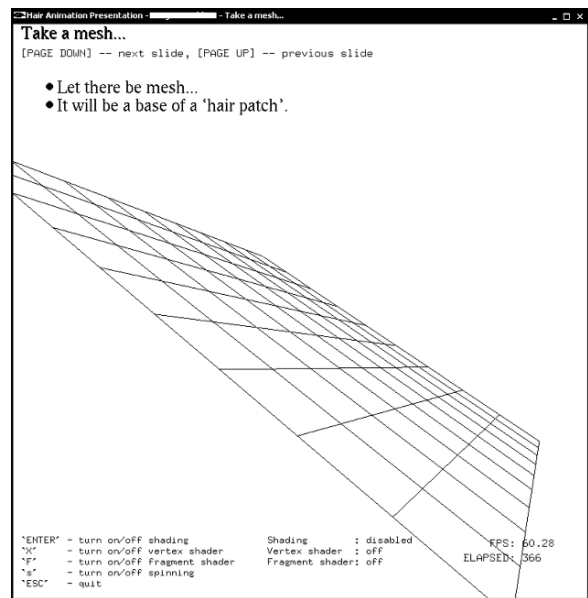 Hair Animation Presentation - - Take a mesh...
Take a mesh...
[PAGE DOWN] -- next slide, [PAGE UP] -- previous slide
• Let there be mesh...
• It will be a base of a ‘hair patch’.
`ENTER' - turn on/off shading
`X' - turn on/off vertex shader
`F' - turn on/off fragment shader
`s' - turn on/off spinning
`ESC' - quit
Shading : disabled
Vertex shader : off
Fragment shader: off
FPS: 60.28
ELAPSED: 366